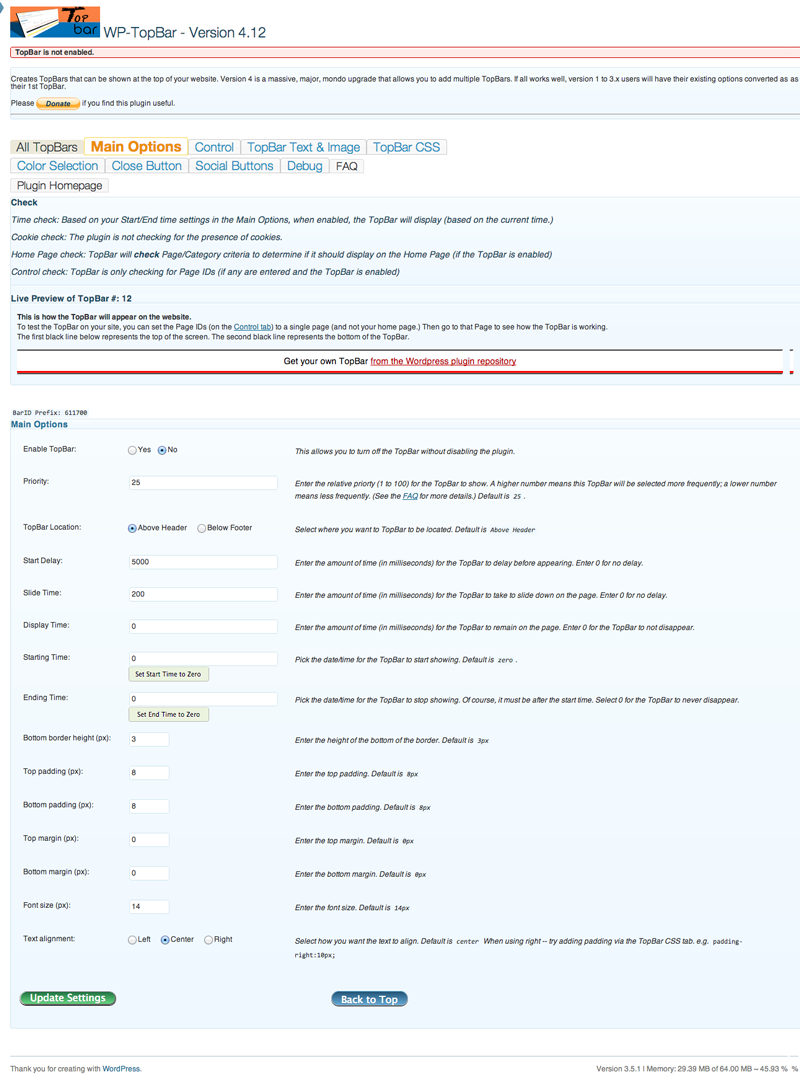 TOP bar
WP-TopBar - Version 4.12
TopBar is not enabled.
Creates TopBars that can be shown at the top of your website. Version 4 is a massive, major, mondo upgrade that allows you to add multiple TopBars. If all works well, version 1 to 3.x users will have their existing options converted as as
their 1st TopBar.
Please Donate if you find this plugin useful.
All TopBars Main Options Control TopBar Text & Image TopBar CSS
Color Selection Close Button Social Buttons Debug FAQ
Plugin Homepage
Check
Time check: Based on your Start/End time settings in the Main Options, when enabled, the TopBar will display (based on the current time.)
Cookie check: The plugin is not checking for the presence of cookies.
Home Page check: TopBar will check Page/Category criteria to determine if it should display on the Home Page (if the TopBar is enabled)
Control check: TopBar is only checking for Page IDs (if any are entered and the TopBar is enabled)
Live Preview of TopBar #: 12
This is how the TopBar will appear on the website.
To test the TopBar on your site, you can set the Page IDs (on the Control tab) to a single page (and not your home page.) Then go to that Page to see how the TopBar is working.
The first black line below represents the top of the screen. The second black line represents the bottom of the TopBar.
Get your own TopBar from the Wordpress plugin repository
BarID Prefix: 611700
Main Options
Enable TopBar: Yes No This allows you to turn off the TopBar without disabling the plugin.
Priority: 25 Enter the relative priorty (1 to 100) for the TopBar to show. A higher number means this TopBar will be selected more frequently; a lower number
means less frequently. (See the FAQ for more details.) Default is 25 .
TopBar Location: Above Header Below Footer Select where you want to TopBar to be located. Default is Above Header
Start Delay: 5000 Enter the amount of time (in milliseconds) for the TopBar to delay before appearing. Enter 0 for no delay.
Slide Time: 200 Enter the amount of time (in milliseconds) for the TopBar to take to slide down on the page. Enter 0 for no delay.
Display Time: 0 Enter the amount of time (in milliseconds) for the TopBar to remain on the page. Enter 0 for the TopBar to not disappear.
Starting Time: 0 Pick the date/time for the TopBar to start showing. Default is zero .
Set Start Time to Zero
Ending Time: 0 Pick the date/time for the TopBar to stop showing. Of course, it must be after the start time. Select 0 for the TopBar to never disappear.
Set End Time to Zero
Bottom border height (px): 3 Enter the height of the bottom of the border. Default is 3px
Top padding (px): 8 Enter the top padding. Default is 8px
Bottom padding (px): 8 Enter the bottom padding. Default is 8px
Top margin (px): 0 Enter the top margin. Default is 0px
Bottom margin (px): 0 Enter the bottom margin. Default is 0px
Font size (px): 14 Enter the font size. Default is 14px
Text alignment: Left Center Right Select how you want the text to align. Default is center When using right -- try adding padding via the TopBar CSS tab. e.g. padding-
right:10px;
Update Settings Back to Top
Thank you for creating with WordPress. Version 3.5.1 | Memory: 29.39 MB of 64.00 MB – 45.93 % %